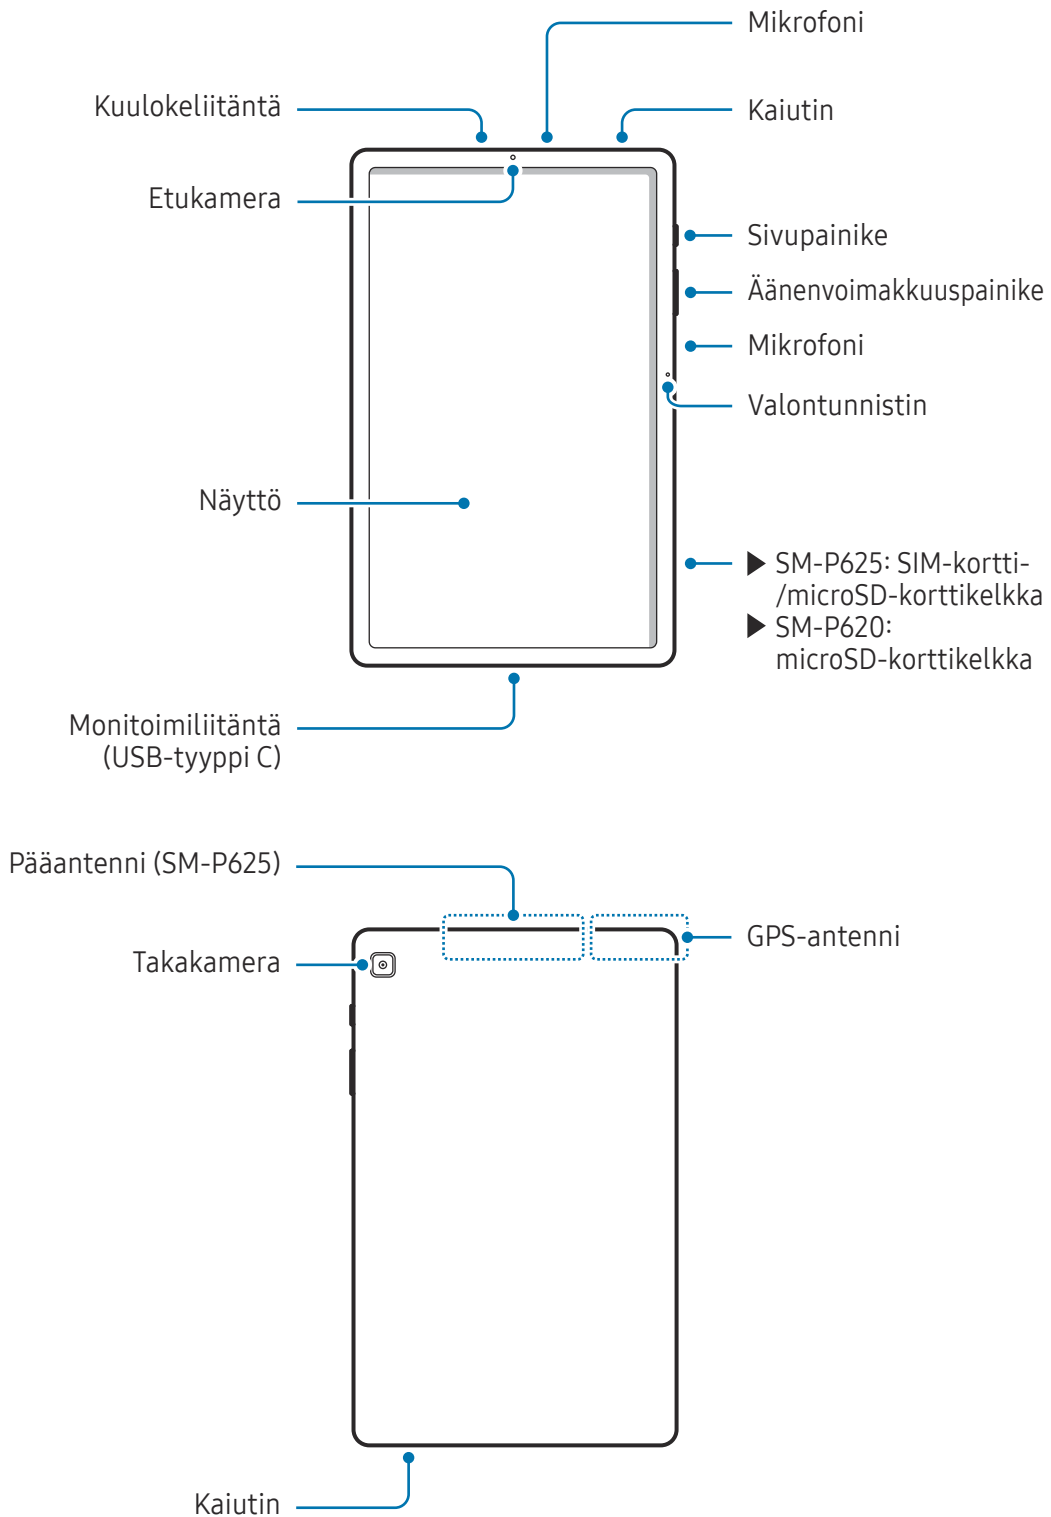 Mikrofoni
Kuulokeliitäntä
Kaiutin
Etukamera
Sivupainike
Äänenvoimakkuuspainike
Mikrofoni
Valontunnistin
Näyttö
▶ SM-P625: SIM-kortti-
/microSD-korttikelkka
▶ SM-P620:
microSD-korttikelkka
Monitoimiliitäntä
(USB-tyyppi C)
Pääantenni (SM-P625)
GPS-antenni
Takakamera
Kaiutin